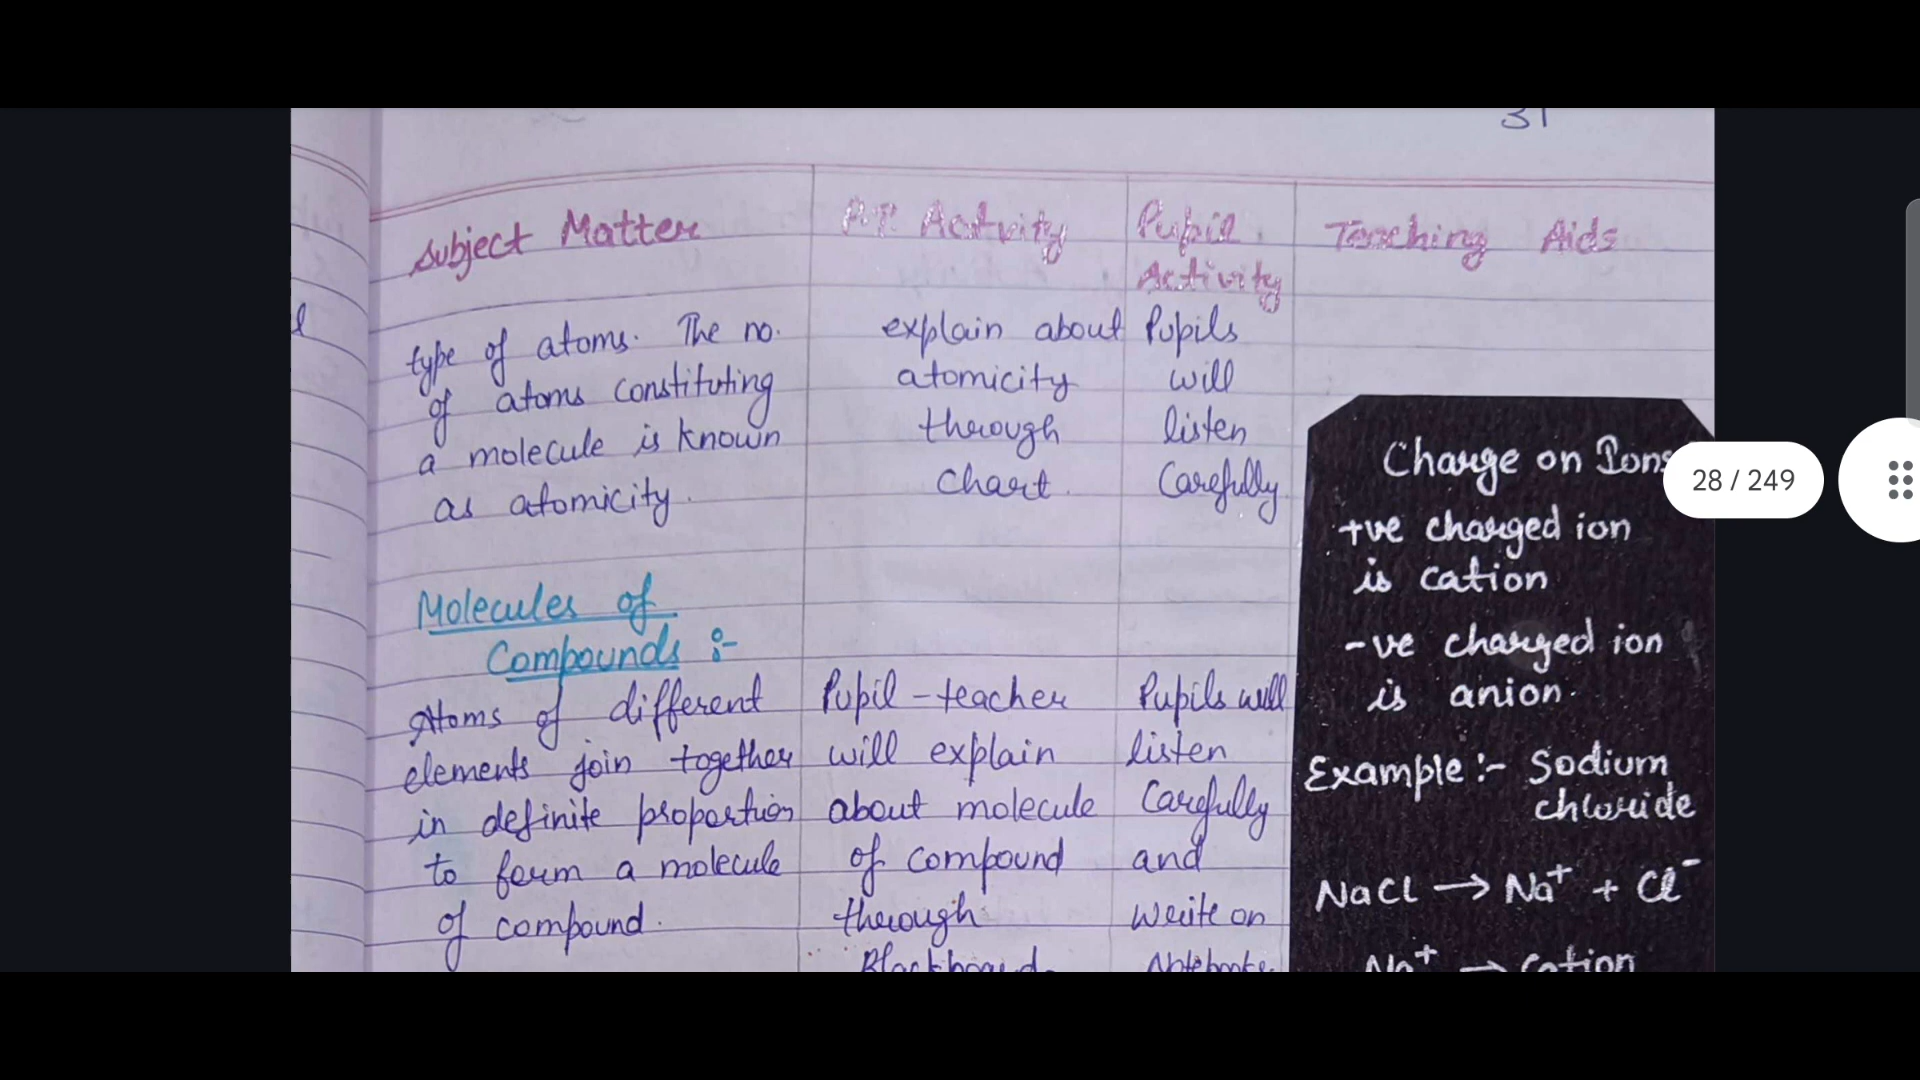 31
Subject Matter
P.T. Activity
Pupil Activity
Teaching Aids
type of atoms. The no.
of atoms constituting
a molecule is known
as atomicity.
explain about
atomicity
through
chart.
Pupils
will
listen
Carefully
Molecules of
Compounds :-
Atoms of different
elements join together
in definite proportion
to form a molecule
of compound.
Pupil-teacher
will explain
about molecule
of compound
through
Blackboard.
Pupils will
listen
Carefully
and
write on
Charge on Ions
+ve charged ion
is cation
-ve charged ion
is anion.
Example :- Sodium
chloride
NaCl → Na⁺ + Cl⁻
Na⁺ → Cation
28 / 249